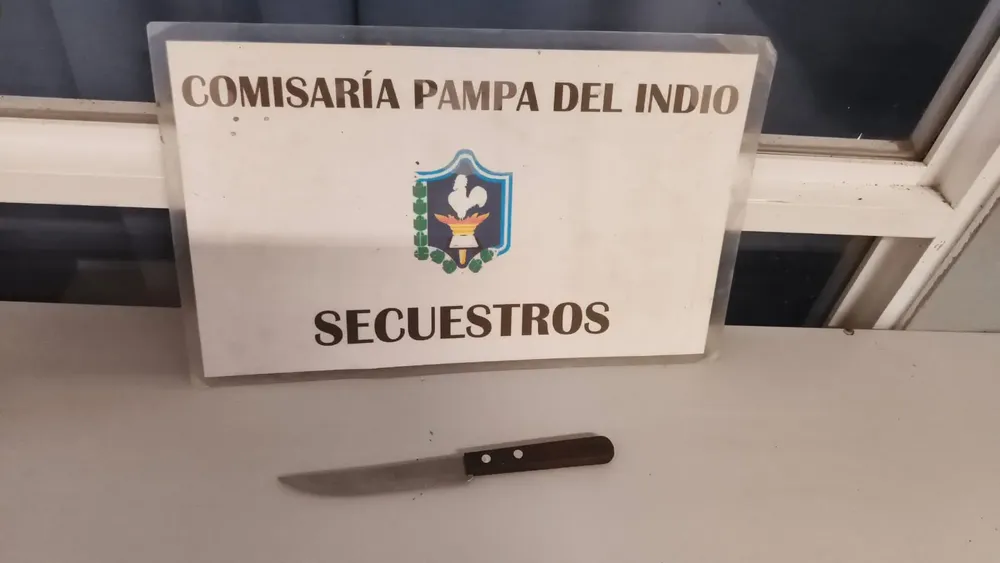 COMISARÍA PAMPA DEL INDIO
SECUESTROS